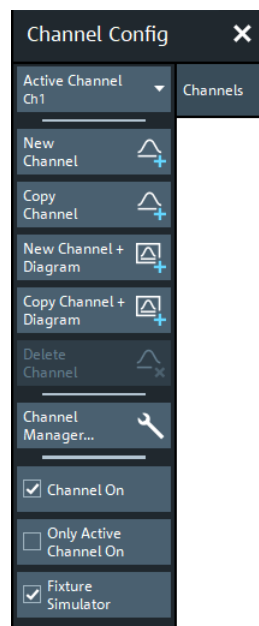 Channel Config
Active Channel
Ch1
Channels
New
Channel
Copy
Channel
New Channel +
Diagram
Copy Channel +
Diagram
Delete
Channel
Channel
Manager...
Channel On
Only Active
Channel On
Fixture
Simulator